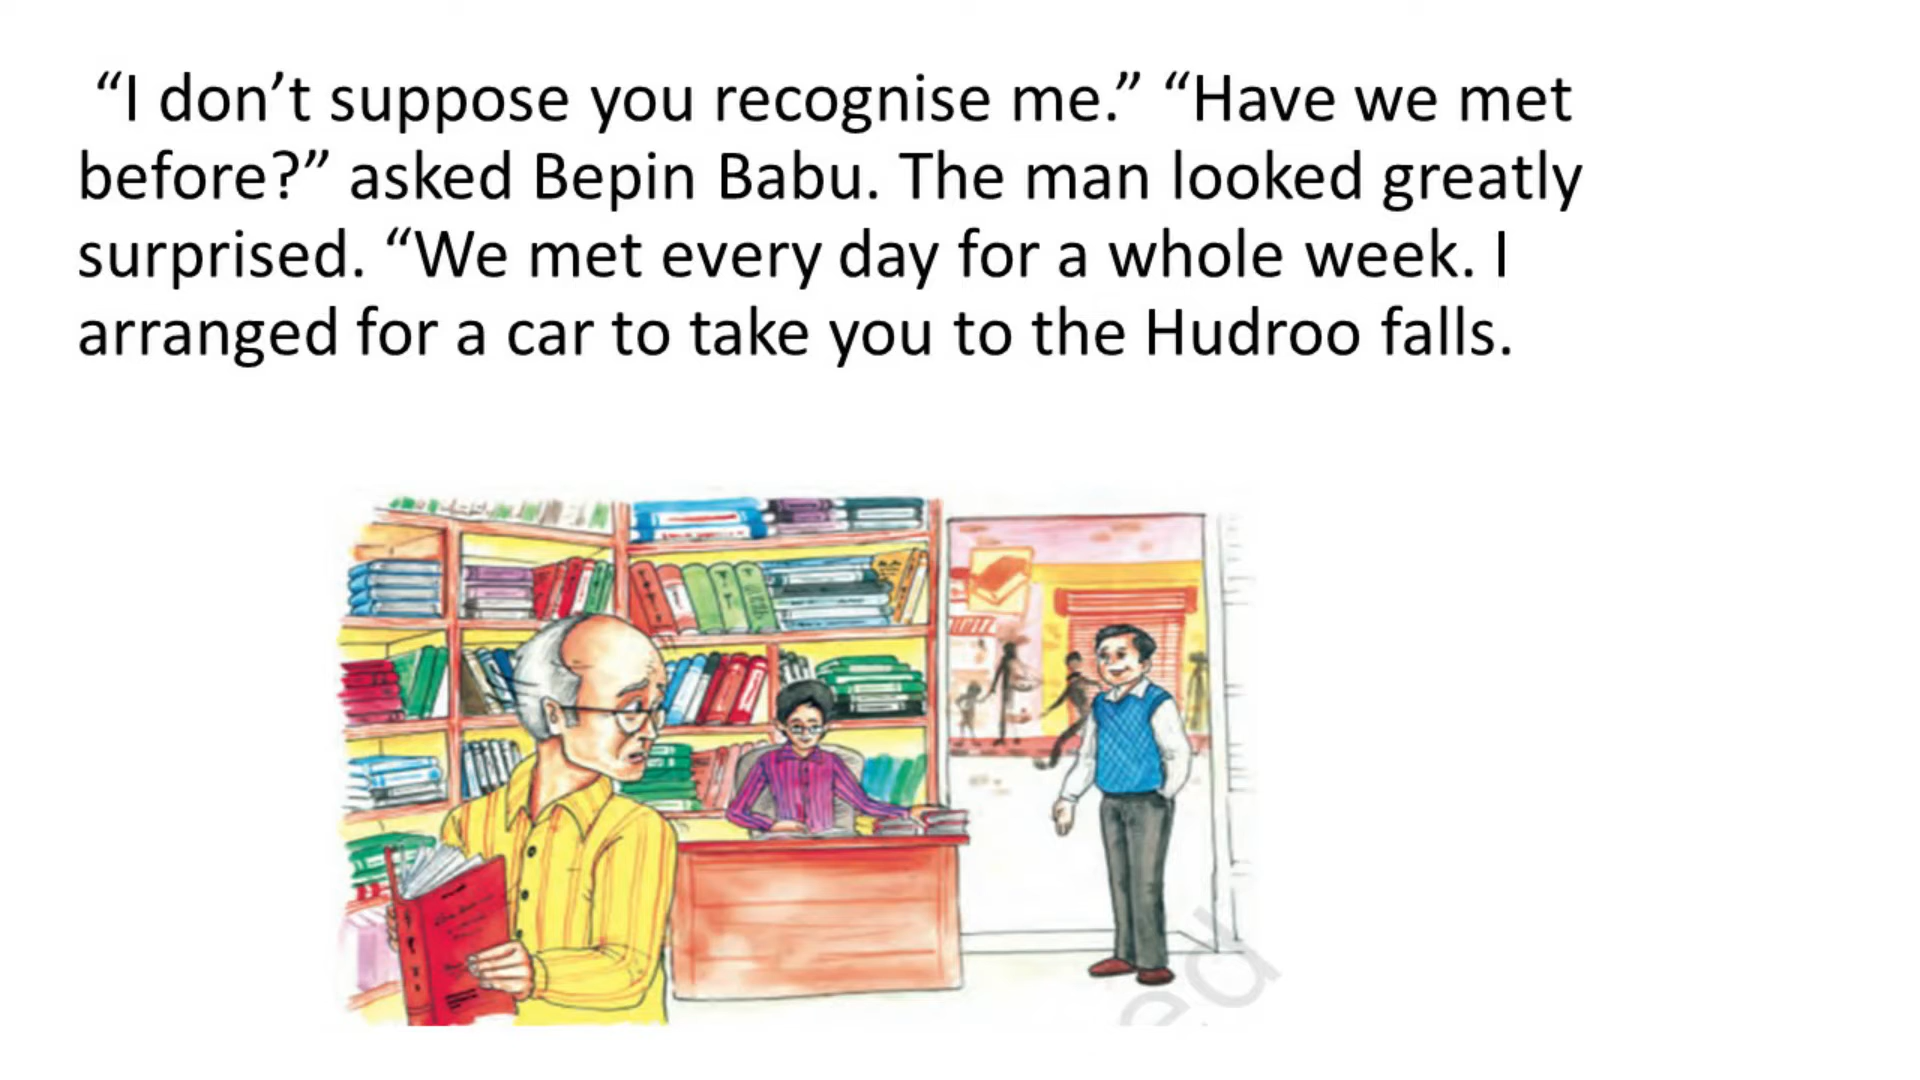 “I don’t suppose you recognise me.” “Have we met
before?” asked Bepin Babu. The man looked greatly
surprised. “We met every day for a whole week. I
arranged for a car to take you to the Hudroo falls.
ed